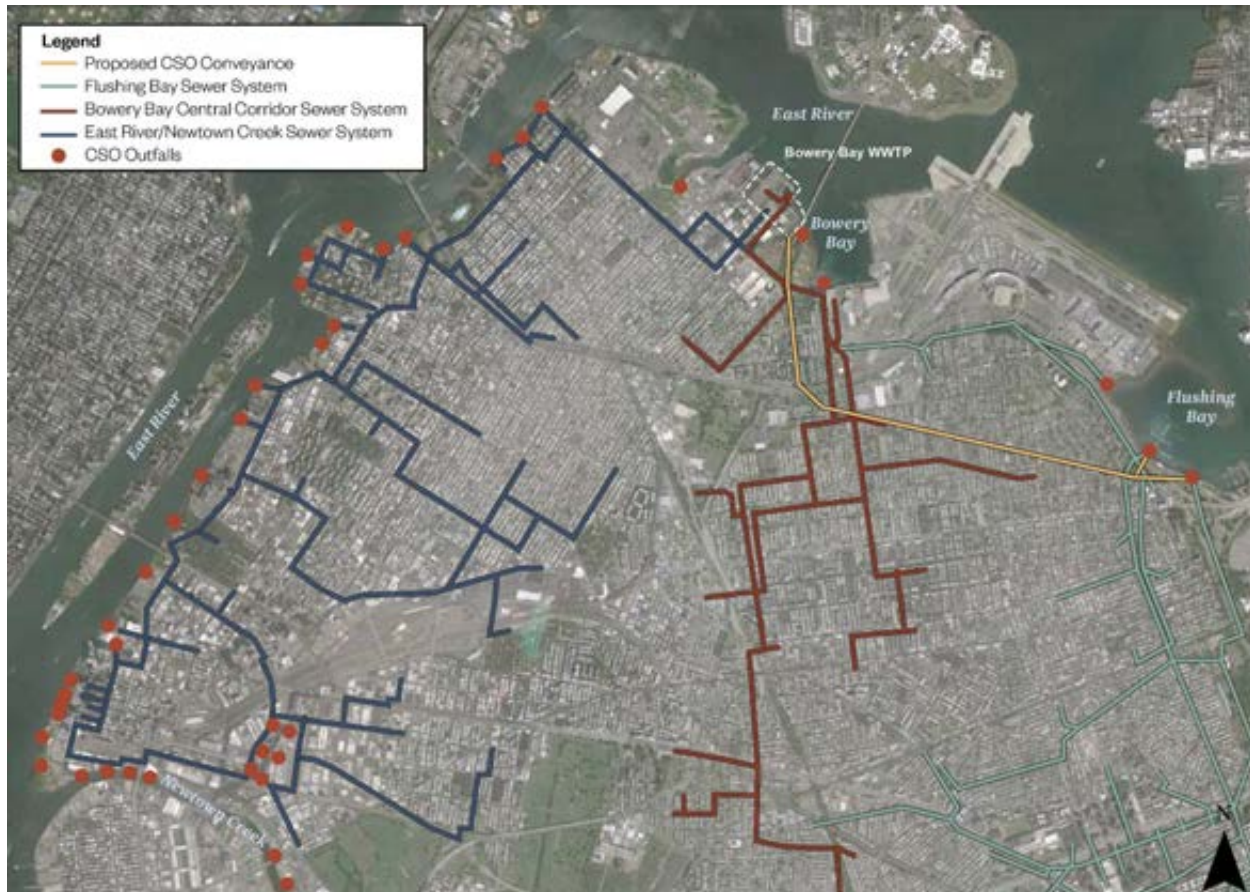 Legend
Proposed CSO Conveyance
Flushing Bay Sewer System
Bowery Bay Central Corridor Sewer System
East River/Newtown Creek Sewer System
CSO Outfalls
East River
Bowery Bay WWTP
Bowery
Bay
Flushing
Bay
East River
Newtown Creek
N